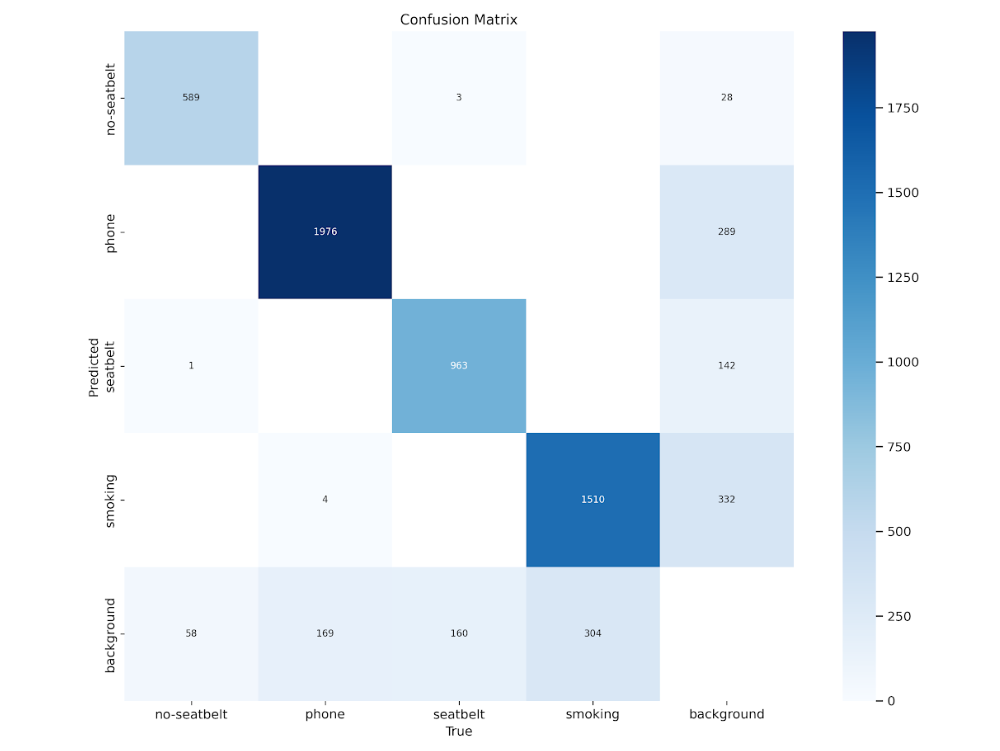 Confusion Matrix
no-seatbelt
589
3
28
phone
1976
289
Predicted
seatbelt
1
963
142
smoking
4
1510
332
background
58
169
160
304
no-seatbelt
phone
seatbelt
smoking
background
True
1750
1500
1250
1000
750
500
250
0